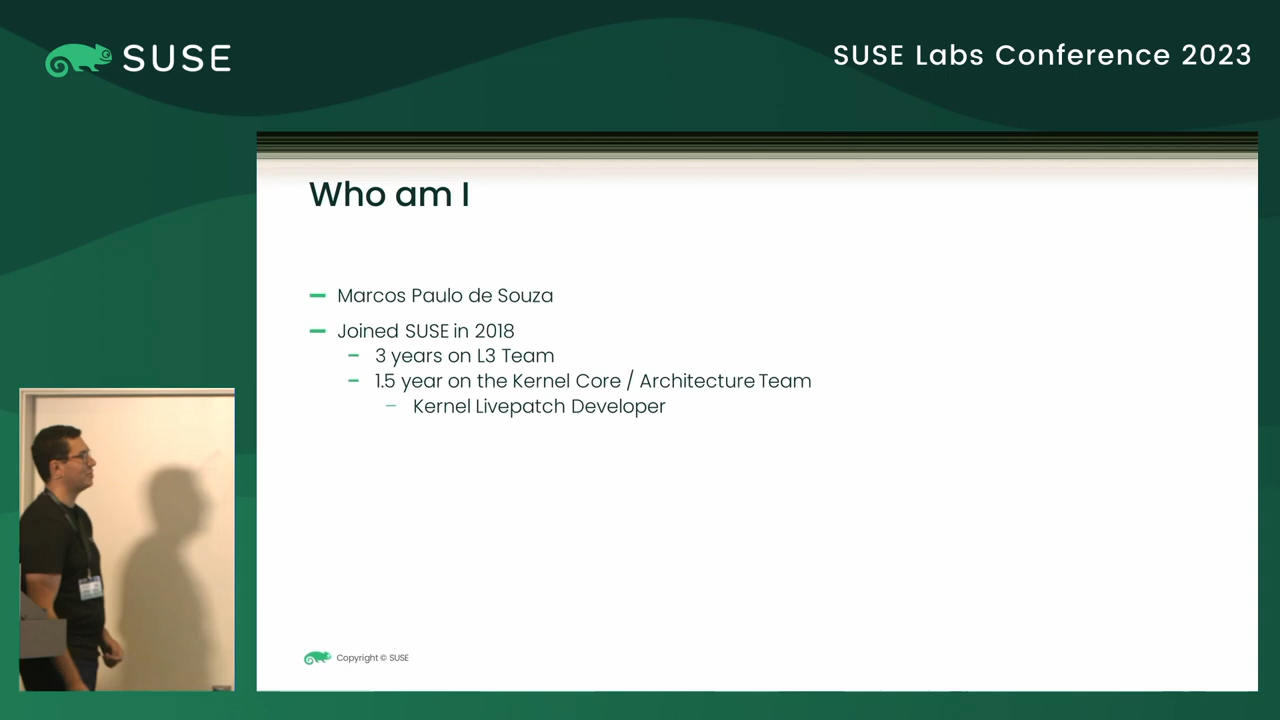 SUSE
SUSE Labs Conference 2023
Who am I
Marcos Paulo de Souza
Joined SUSE in 2018
3 years on L3 Team
1.5 year on the Kernel Core / Architecture Team
Kernel Livepatch Developer
Copyright © SUSE